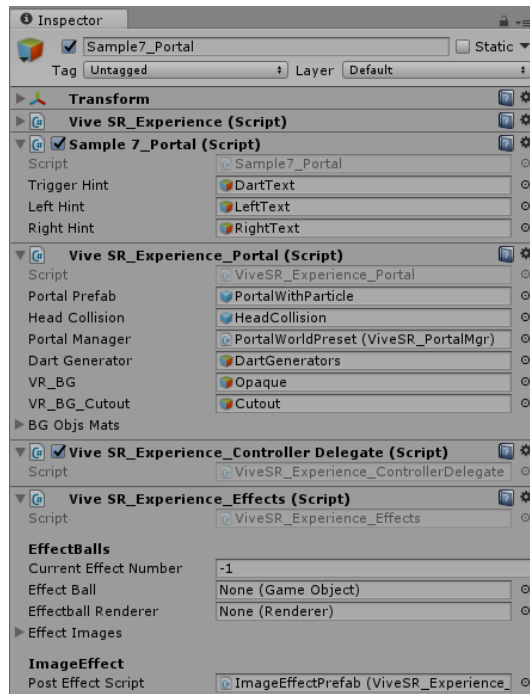 Inspector
Sample7_Portal Static
Tag Untagged Layer Default
Transform
Vive SR_Experience (Script)
Sample 7_Portal (Script)
Script Sample7_Portal
Trigger Hint DartText
Left Hint LeftText
Right Hint RightText
Vive SR_Experience_Portal (Script)
Script ViveSR_Experience_Portal
Portal Prefab PortalWithParticle
Head Collision HeadCollision
Portal Manager PortalWorldPreset (ViveSR_PortalMgr)
Dart Generator DartGenerators
VR_BG Opaque
VR_BG_Cutout Cutout
BG Objs Mats
Vive SR_Experience_Controller Delegate (Script)
Script ViveSR_Experience_ControllerDelegate
Vive SR_Experience_Effects (Script)
Script ViveSR_Experience_Effects
EffectBalls
Current Effect Number -1
Effect Ball None (Game Object)
Effectball Renderer None (Renderer)
Effect Images
ImageEffect
Post Effect Script ImageEffectPrefab (ViveSR_Experience_